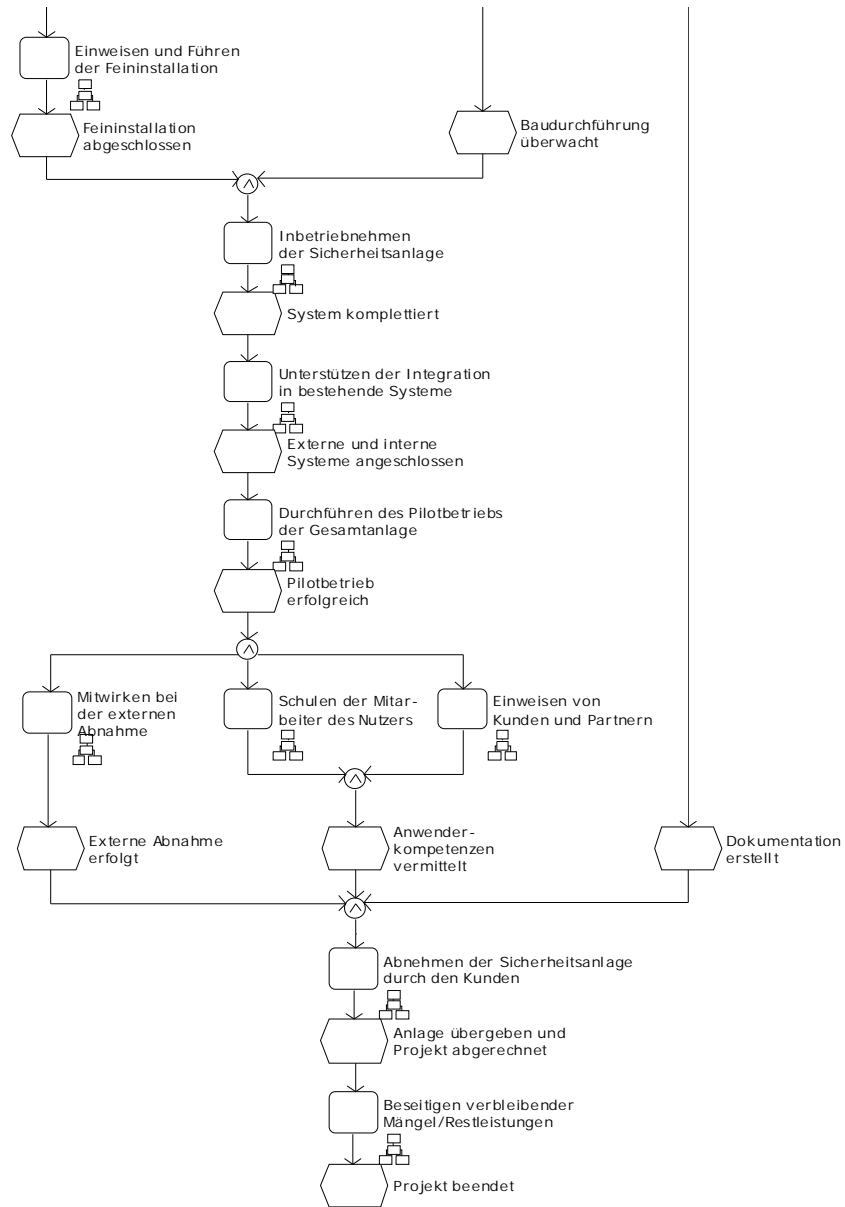 Einweisen und Führen
der Feininstallation
Feininstallation
abgeschlossen
Baudurchführung
überwacht
Inbetriebnehmen
der Sicherheitsanlage
System komplettiert
Unterstützen der Integration
in bestehende Systeme
Externe und interne
Systeme angeschlossen
Durchführen des Pilotbetriebs
der Gesamtanlage
Pilotbetrieb
erfolgreich
Mitwirken bei
der externen
Abnahme
Schulen der Mitar-
beiter des Nutzers
Einweisen von
Kunden und Partnern
Externe Abnahme
erfolgt
Anwender-
kompetenzen
vermittelt
Dokumentation
erstellt
Abnehmen der Sicherheitsanlage
durch den Kunden
Anlage übergeben und
Projekt abgerechnet
Beseitigen verbleibender
Mängel/Restleistungen
Projekt beendet